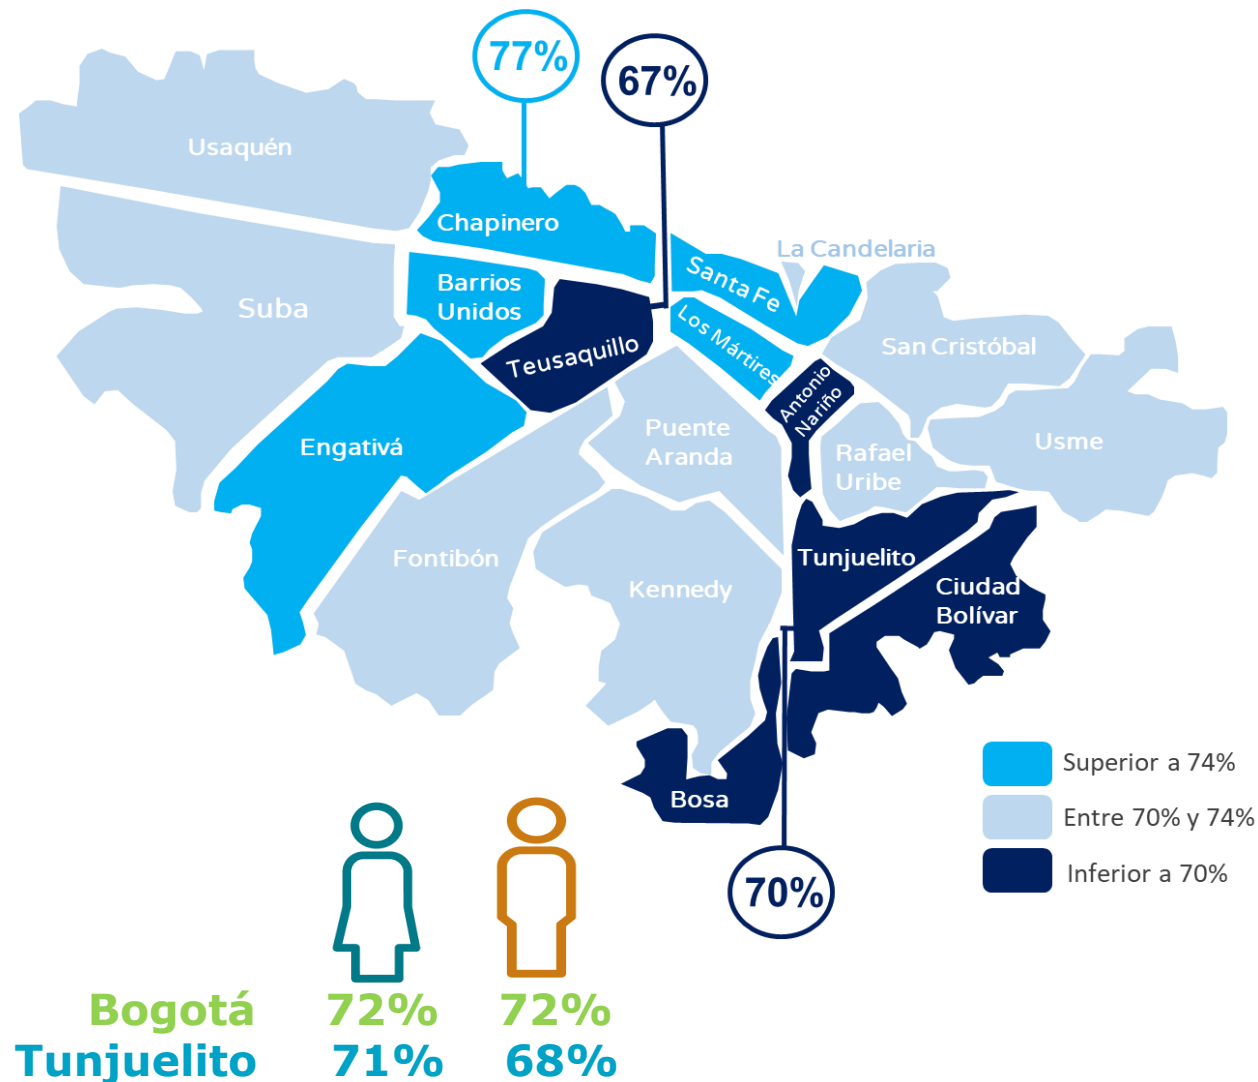 77%
67%
Usaquén
Chapinero
La Candelaria
Santa Fe
Barrios
Unidos
Suba
Los Mártires
Teusaquillo
San Cristóbal
Antonio
Nariño
Puente
Aranda
Engativá
Rafael
Uribe
Usme
Fontibón
Tunjuelito
Kennedy
Ciudad
Bolívar
Bosa
70%
Superior a 74%
Entre 70% y 74%
Inferior a 70%
Bogotá 72% 72%
Tunjuelito 71% 68%